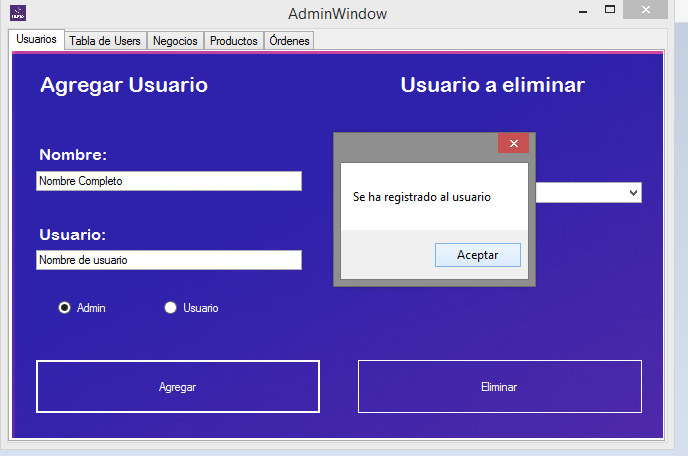 AdminWindow
Usuarios
Tabla de Users
Negocios
Productos
Órdenes
Agregar Usuario
Usuario a eliminar
Nombre:
Nombre Completo
Se ha registrado al usuario
Usuario:
Nombre de usuario
Aceptar
Admin
Usuario
Agregar
Eliminar